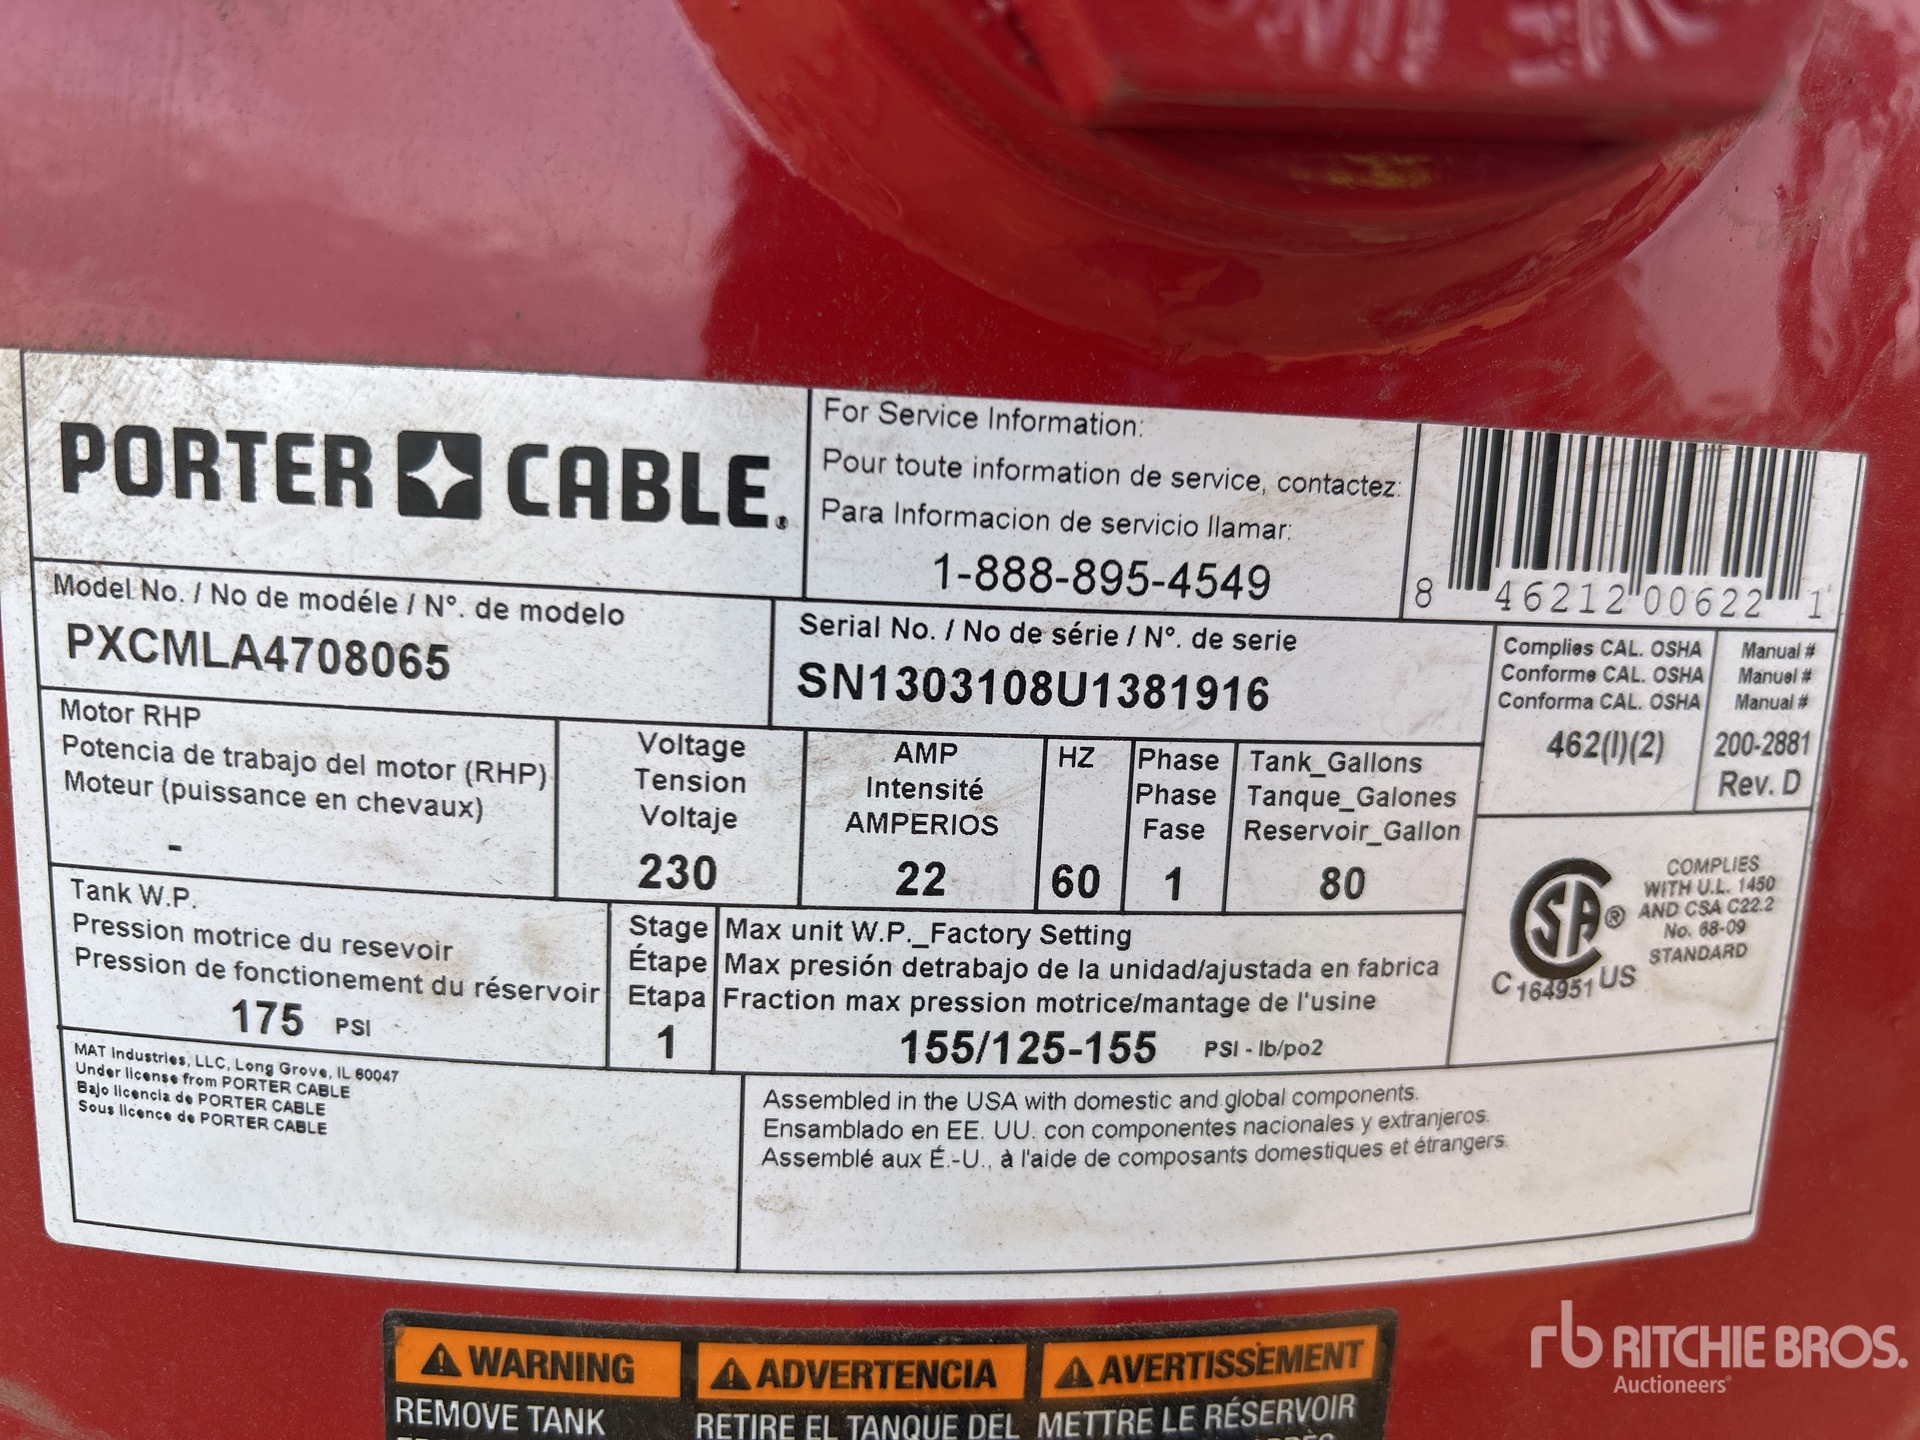 PORTER CABLE®
For Service Information:
Pour toute information de service, contactez:
Para Informacion de servicio llamar:
1-888-895-4549
8 46212 00622 1
Model No. / No de modéle / N°. de modelo
PXCMLA4708065
Serial No. / No de série / N°. de serie
SN1303108U1381916
Complies CAL. OSHA
Conforme CAL. OSHA
Conforma CAL. OSHA
462(l)(2)
Manual #
Manuel #
Manual #
200-2881
Rev. D
Motor RHP
Potencia de trabajo del motor (RHP)
Moteur (puissance en chevaux)
-
Voltage
Tension
Voltaje
230
AMP
Intensité
AMPERIOS
22
HZ
60
Phase
Phase
Fase
1
Tank_Gallons
Tanque_Galones
Reservoir_Gallon
80
Tank W.P.
Pression motrice du resevoir
Pression de fonctionement du réservoir
175 PSI
Stage
Étape
Etapa
1
Max unit W.P._Factory Setting
Max presión detrabajo de la unidad/ajustada en fabrica
Fraction max pression motrice/mantage de l'usine
155/125-155 PSI - lb/po2
CSA®
C 164951 US
COMPLIES
WITH U.L. 1450
AND CSA C22.2
No. 68-09
STANDARD
MAT Industries, LLC, Long Grove, IL 60047
Under license from PORTER CABLE
Bajo licencia de PORTER CABLE
Sous licence de PORTER CABLE
Assembled in the USA with domestic and global components.
Ensamblado en EE. UU. con componentes nacionales y extranjeros.
Assemblé aux É.-U., à l'aide de composants domestiques et étrangers.
WARNING
REMOVE TANK
ADVERTENCIA
RETIRE EL TANQUE DEL
AVERTISSEMENT
METTRE LE RÉSERVOIR
rb RITCHIE BROS.
Auctioneers